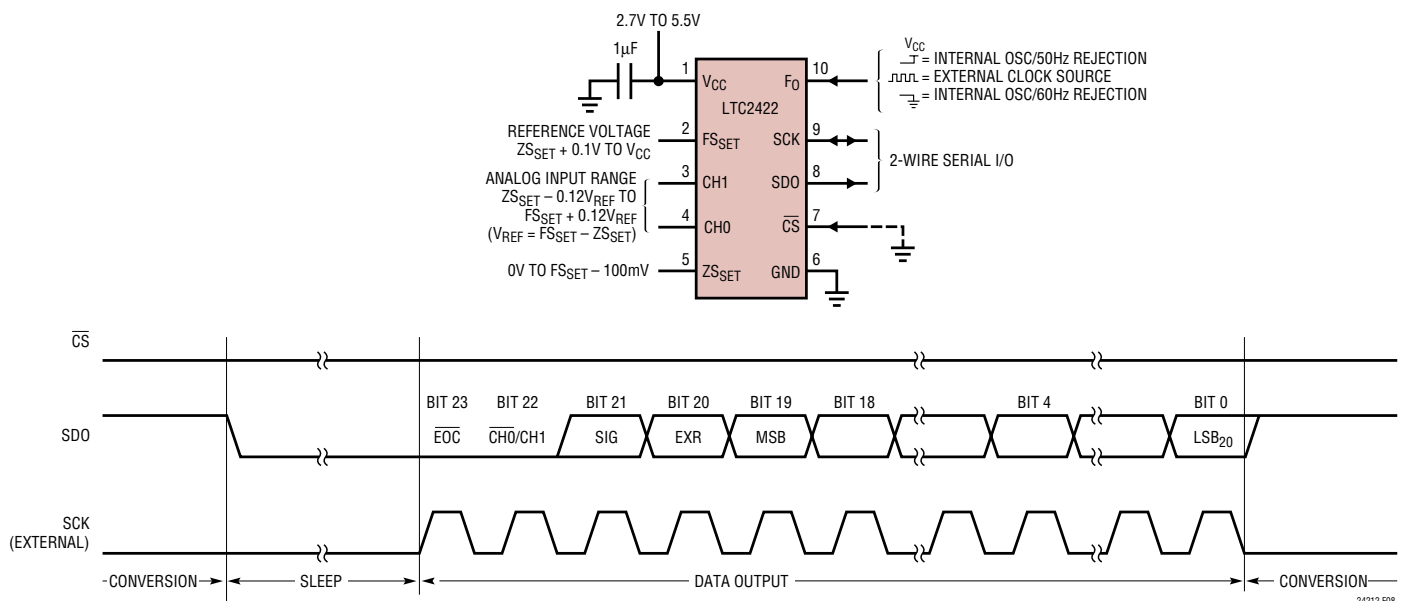 2.7V TO 5.5V
1µF
1
VCC
LTC2422
FO
10
VCC
= INTERNAL OSC/50Hz REJECTION
= EXTERNAL CLOCK SOURCE
= INTERNAL OSC/60Hz REJECTION
REFERENCE VOLTAGE
ZSSET + 0.1V TO VCC
2
FSSET
SCK
9
2-WIRE SERIAL I/O
ANALOG INPUT RANGE
ZSSET – 0.12VREF TO
FSSET + 0.12VREF
(VREF = FSSET – ZSSET)
3
CH1
SDO
8
4
CH0
CS
7
0V TO FSSET – 100mV
5
ZSSET
GND
6
CS
SDO
BIT 23
BIT 22
BIT 21
BIT 20
BIT 19
BIT 18
BIT 4
BIT 0
EOC
CH0/CH1
SIG
EXR
MSB
LSB20
SCK
(EXTERNAL)
CONVERSION
SLEEP
DATA OUTPUT
CONVERSION
24212 F08